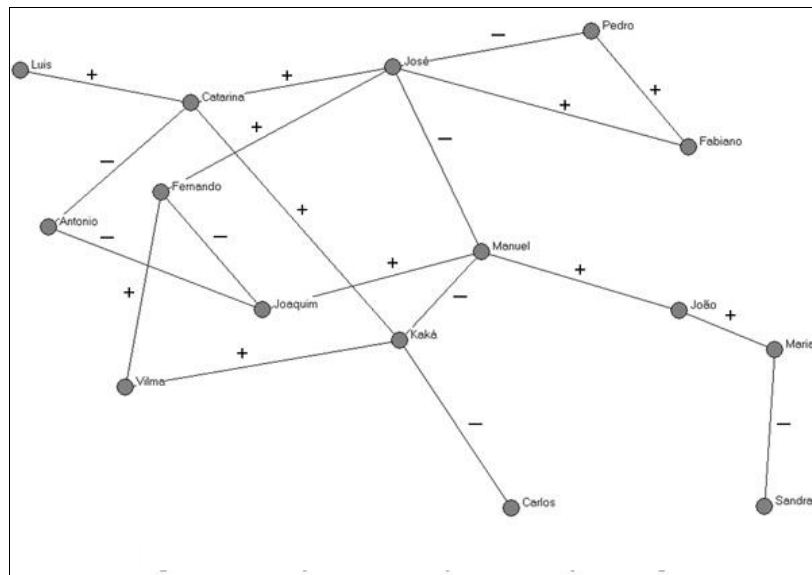 Pedro
−
José
Luis
+
+
Catarina
+
+
+
Fabiano
−
−
Fernando
+
Antonio
−
−
Manuel
+
+
+
−
João
Joaquim
+
Kaká
Maria
+
Vilma
−
−
Carlos
Sandra